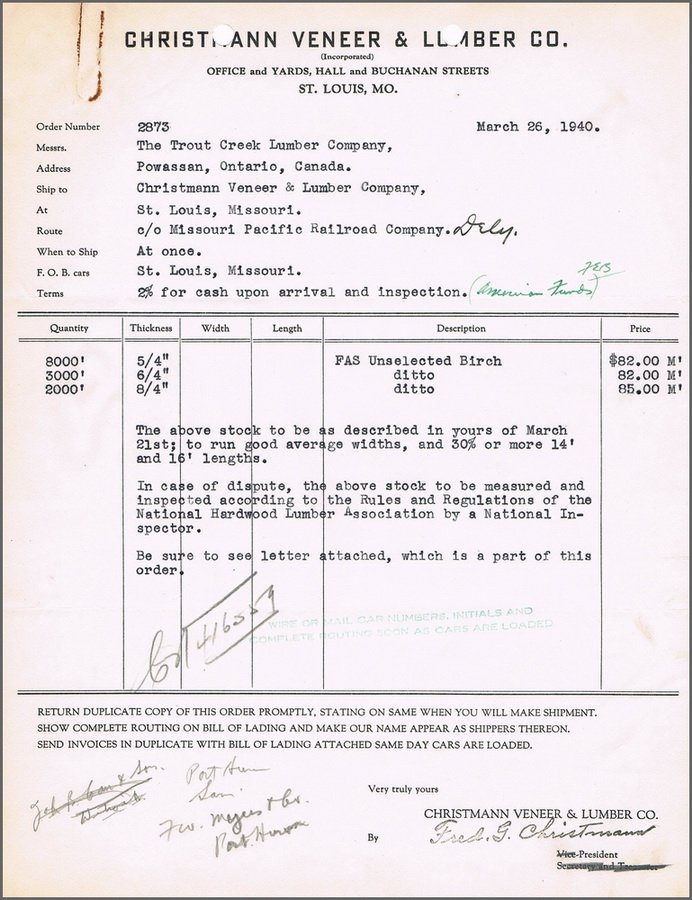 CHRISTMANN VENEER & LUMBER CO.
(Incorporated)
OFFICE and YARDS, HALL and BUCHANAN STREETS
ST. LOUIS, MO.
Order Number 2873 March 26, 1940.
Messrs. The Trout Creek Lumber Company,
Address Powassan, Ontario, Canada.
Ship to Christmann Veneer & Lumber Company,
At St. Louis, Missouri.
Route c/o Missouri Pacific Railroad Company. Dely.
When to Ship At once.
F. O. B. cars St. Louis, Missouri.
Terms 2% for cash upon arrival and inspection. (American Funds)
Quantity Thickness Width Length Description Price
8000' 5/4" FAS Unselected Birch $82.00 M'
3000' 6/4" ditto 82.00 M'
2000' 8/4" ditto 85.00 M'
The above stock to be as described in yours of March
21st; to run good average widths, and 30% or more 14'
and 16' lengths.
In case of dispute, the above stock to be measured and
inspected according to the Rules and Regulations of the
National Hardwood Lumber Association by a National In-
spector.
Be sure to see letter attached, which is a part of this
order.
WIRE OR MAIL CAR NUMBERS, INITIALS AND
COMPLETE ROUTING SOON AS CARS ARE LOADED
RETURN DUPLICATE COPY OF THIS ORDER PROMPTLY, STATING ON SAME WHEN YOU WILL MAKE SHIPMENT.
SHOW COMPLETE ROUTING ON BILL OF LADING AND MAKE OUR NAME APPEAR AS SHIPPERS THEREON.
SEND INVOICES IN DUPLICATE WITH BILL OF LADING ATTACHED SAME DAY CARS ARE LOADED.
Port Huron
Port Huron
Very truly yours
CHRISTMANN VENEER & LUMBER CO.
By Fred. G. Christmann
Vice-President
Secretary and Treasurer